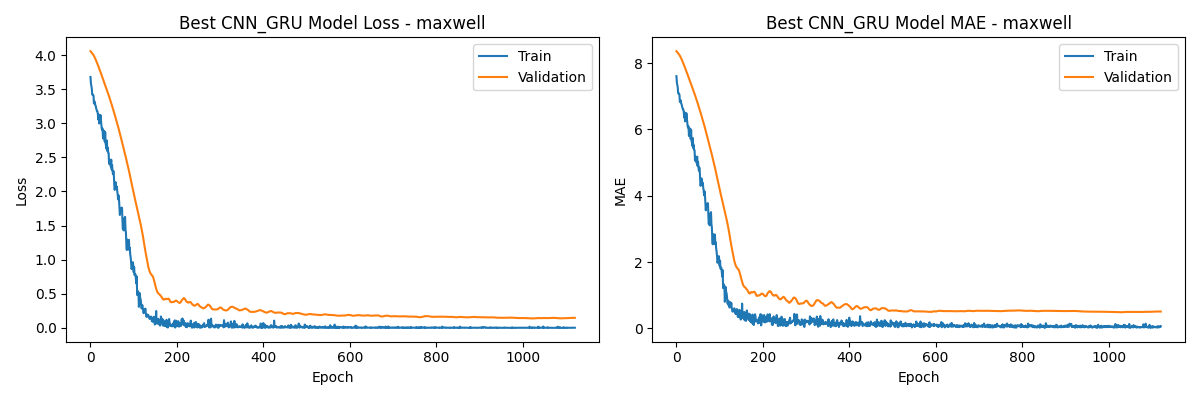 Best CNN_GRU Model Loss - maxwell
Loss
4.0
3.5
3.0
2.5
2.0
1.5
1.0
0.5
0.0
Train
Validation
0 200 400 600 800 1000
Epoch
Best CNN_GRU Model MAE - maxwell
MAE
8
6
4
2
0
Train
Validation
0 200 400 600 800 1000
Epoch